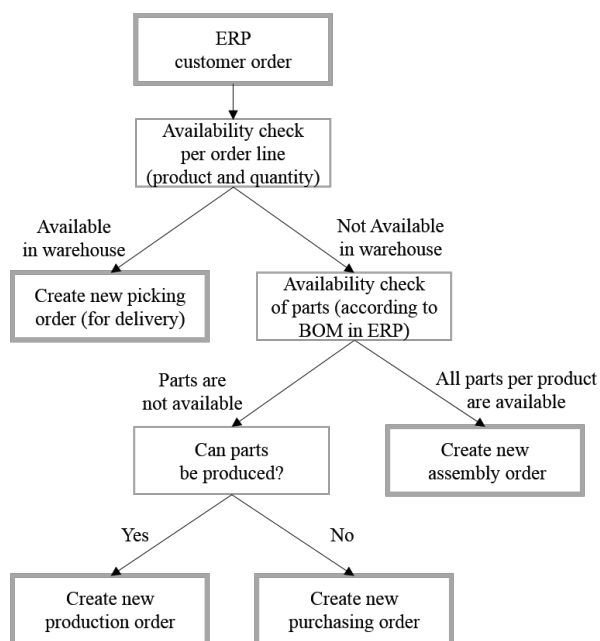 ERP
customer order
Availability check
per order line
(product and quantity)
Available
in warehouse
Not Available
in warehouse
Create new picking
order (for delivery)
Availability check
of parts (according to
BOM in ERP)
Parts are
not available
All parts per product
are available
Can parts
be produced?
Create new
assembly order
Yes
No
Create new
production order
Create new
purchasing order